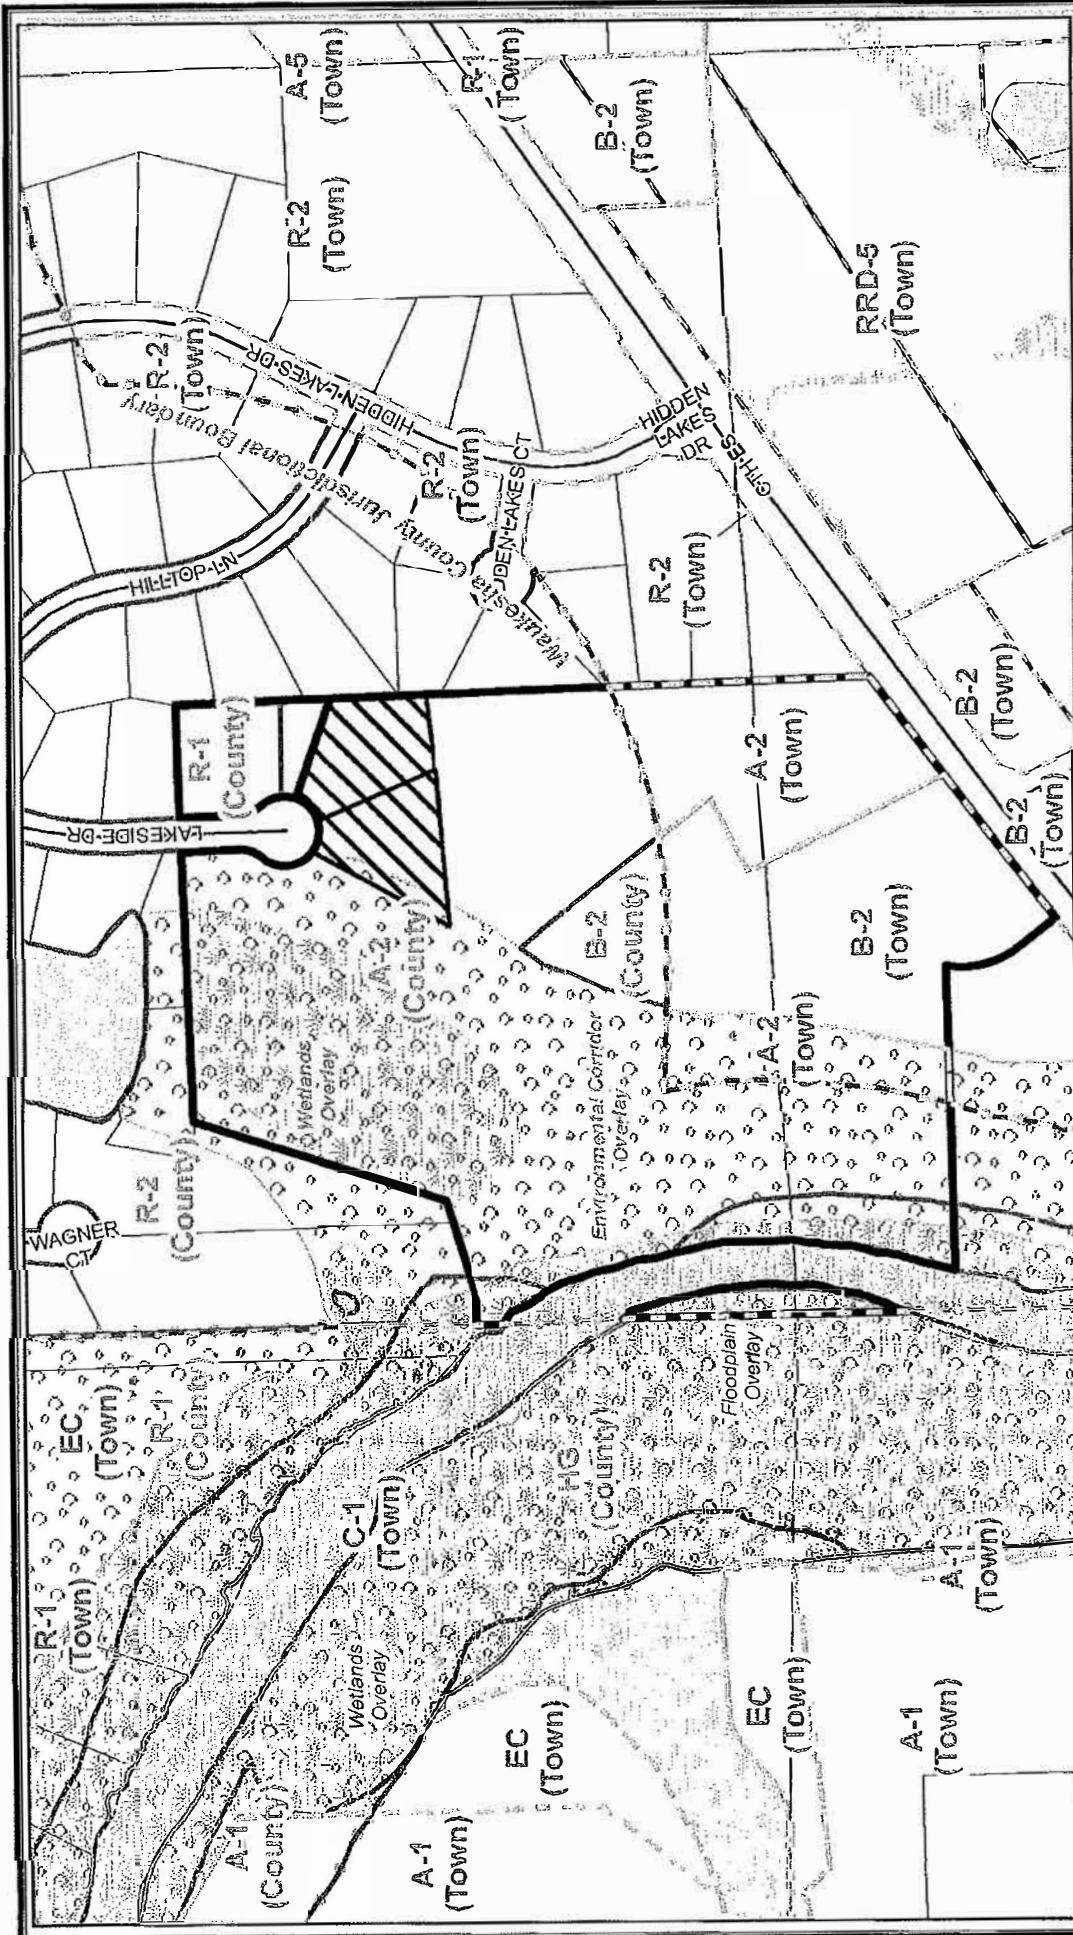 A-5
(Town)
R-1
(Town)
B-2
(Town)
R-2
(Town)
RRD-5
(Town)
R-2
(Town)
HIDDEN LAKES DR
Waukesha County Jurisdictional Boundary
R-2
(Town)
HIDDEN
LAKES
DR
CTH ES
DEN LAKES CT
HILLTOP LN
R-2
(Town)
R-1
(County)
LAKESIDE DR
A-2
(Town)
B-2
(Town)
B-2
(Town)
A-2
(County)
B-2
(County)
B-2
(Town)
Wetlands
Overlay
Environmental Corridor
Overlay
A-2
(Town)
R-2
(County)
WAGNER
CT
EC
(Town)
R-1
(County)
C-1
(Town)
HG
(County)
Floodplain
Overlay
R-1
(Town)
Wetlands
Overlay
A-1
(Town)
A-1
(County)
A-1
(Town)
EC
(Town)
EC
(Town)
A-1
(Town)